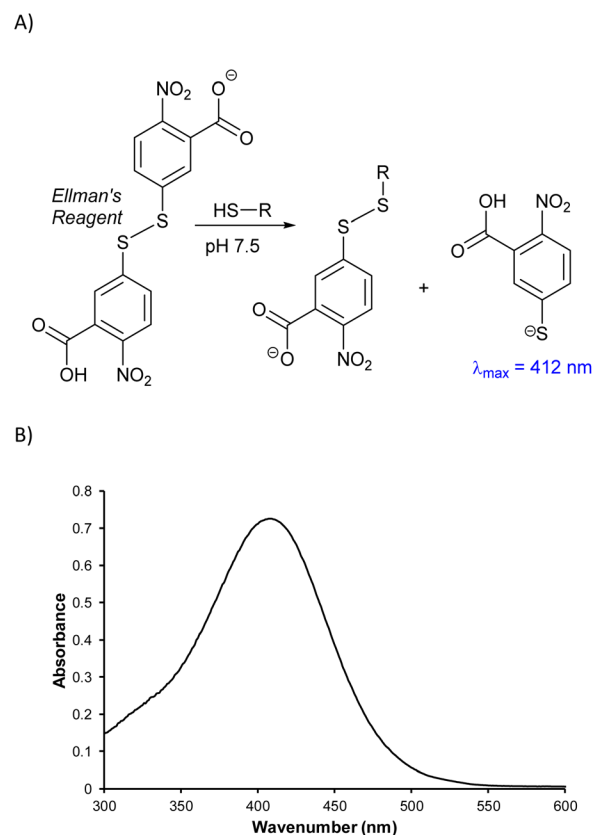 A)
NO₂
O⊖
O
Ellman's
Reagent
S
S
HS—R
pH 7.5
O
OH
NO₂
R
S
S
O
⊖O
NO₂
+
OH
O
NO₂
⊖S
λmax = 412 nm
B)
Absorbance
0.8
0.7
0.6
0.5
0.4
0.3
0.2
0.1
0
300 350 400 450 500 550 600
Wavenumber (nm)